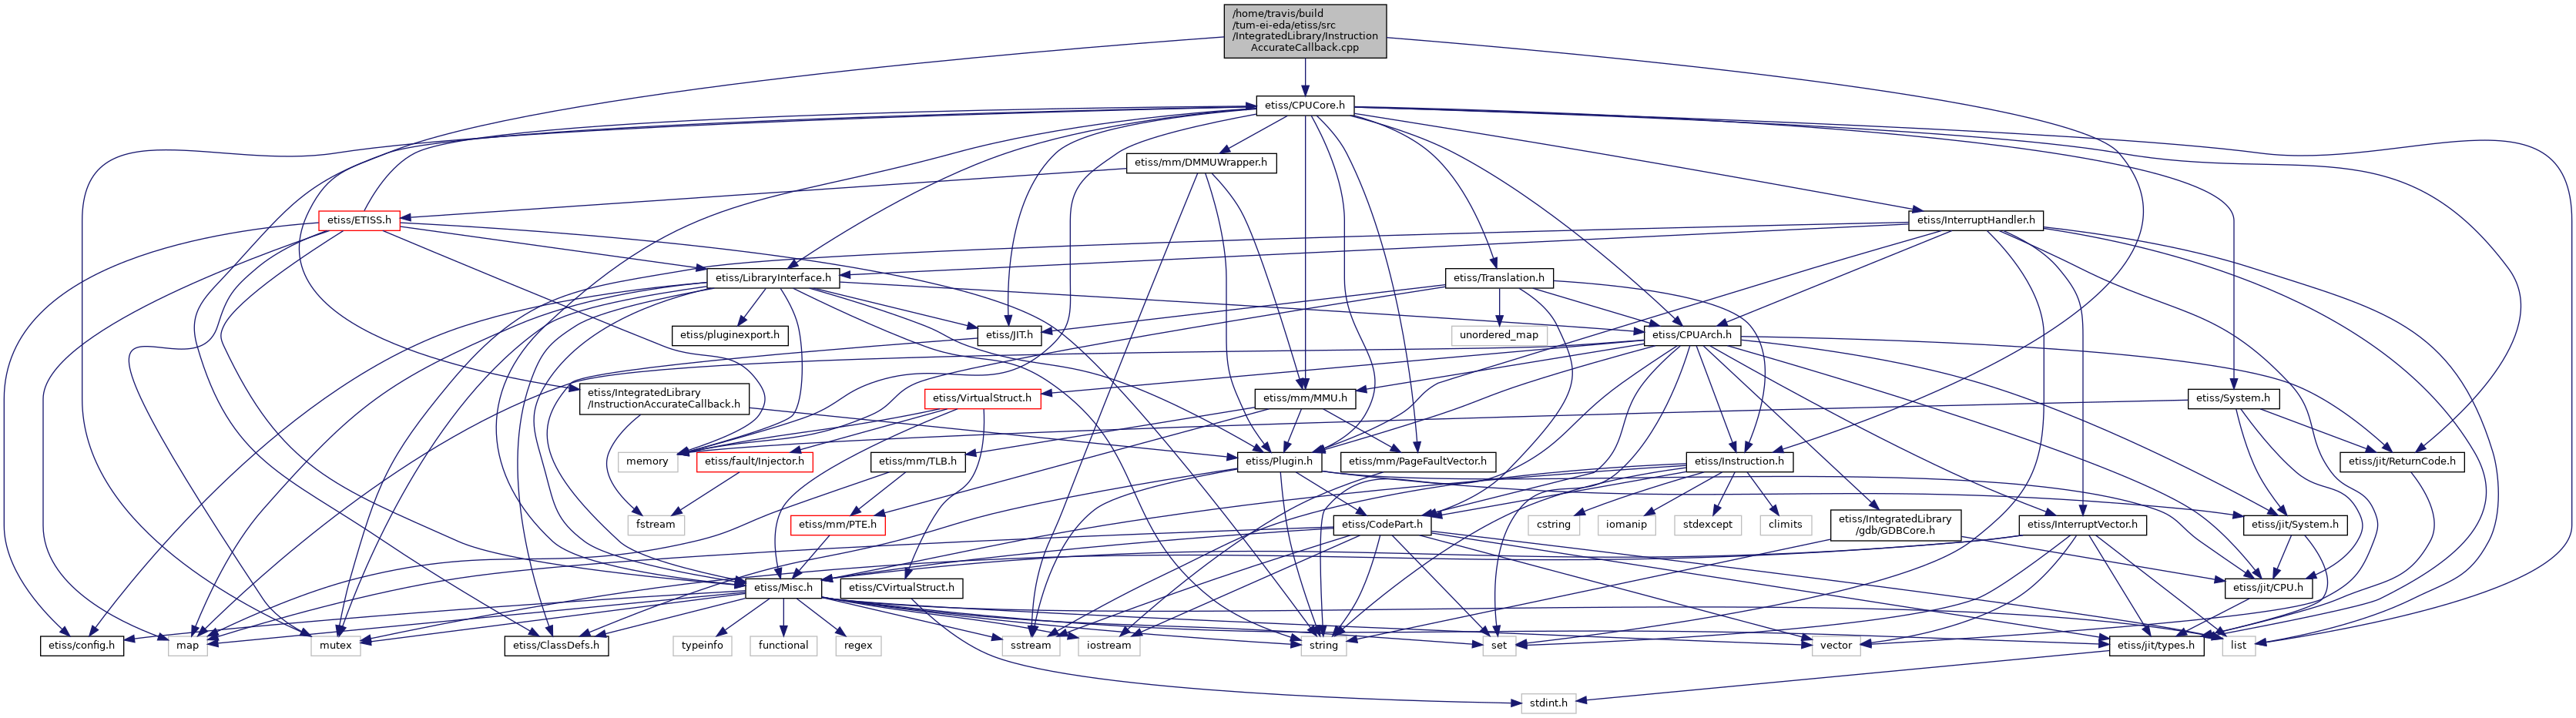 /home/travis/build
/tum-ei-eda/etiss/src
/IntegratedLibrary/Instruction
AccurateCallback.cpp
etiss/CPUCore.h
etiss/mm/DMMUWrapper.h
etiss/ETISS.h
etiss/InterruptHandler.h
etiss/LibraryInterface.h
etiss/Translation.h
etiss/pluginexport.h
etiss/JIT.h
unordered_map
etiss/CPUArch.h
etiss/IntegratedLibrary
/InstructionAccurateCallback.h
etiss/VirtualStruct.h
etiss/mm/MMU.h
etiss/System.h
memory
etiss/fault/Injector.h
etiss/mm/TLB.h
etiss/Plugin.h
etiss/mm/PageFaultVector.h
etiss/Instruction.h
etiss/jit/ReturnCode.h
fstream
etiss/mm/PTE.h
etiss/CodePart.h
cstring
iomanip
stdexcept
climits
etiss/IntegratedLibrary
/gdb/GDBCore.h
etiss/InterruptVector.h
etiss/jit/System.h
etiss/Misc.h
etiss/CVirtualStruct.h
etiss/jit/CPU.h
etiss/config.h
map
mutex
etiss/ClassDefs.h
typeinfo
functional
regex
sstream
iostream
string
set
vector
etiss/jit/types.h
list
stdint.h